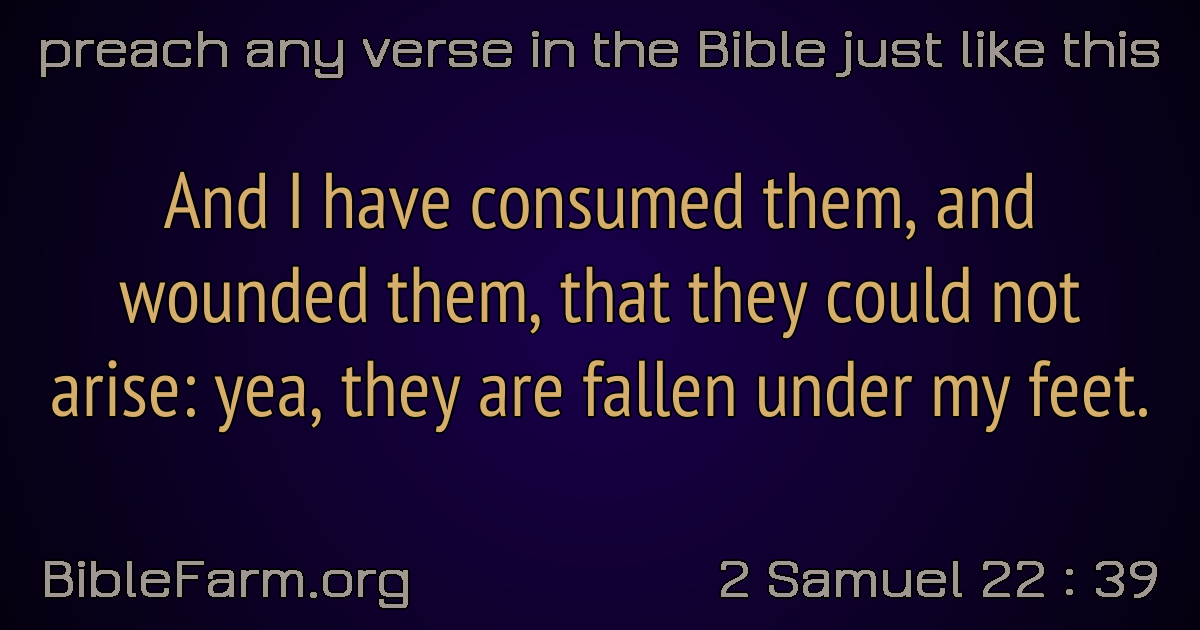 preach any verse in the Bible just like this
And I have consumed them, and
wounded them, that they could not
arise: yea, they are fallen under my feet.
BibleFarm.org
2 Samuel 22 : 39